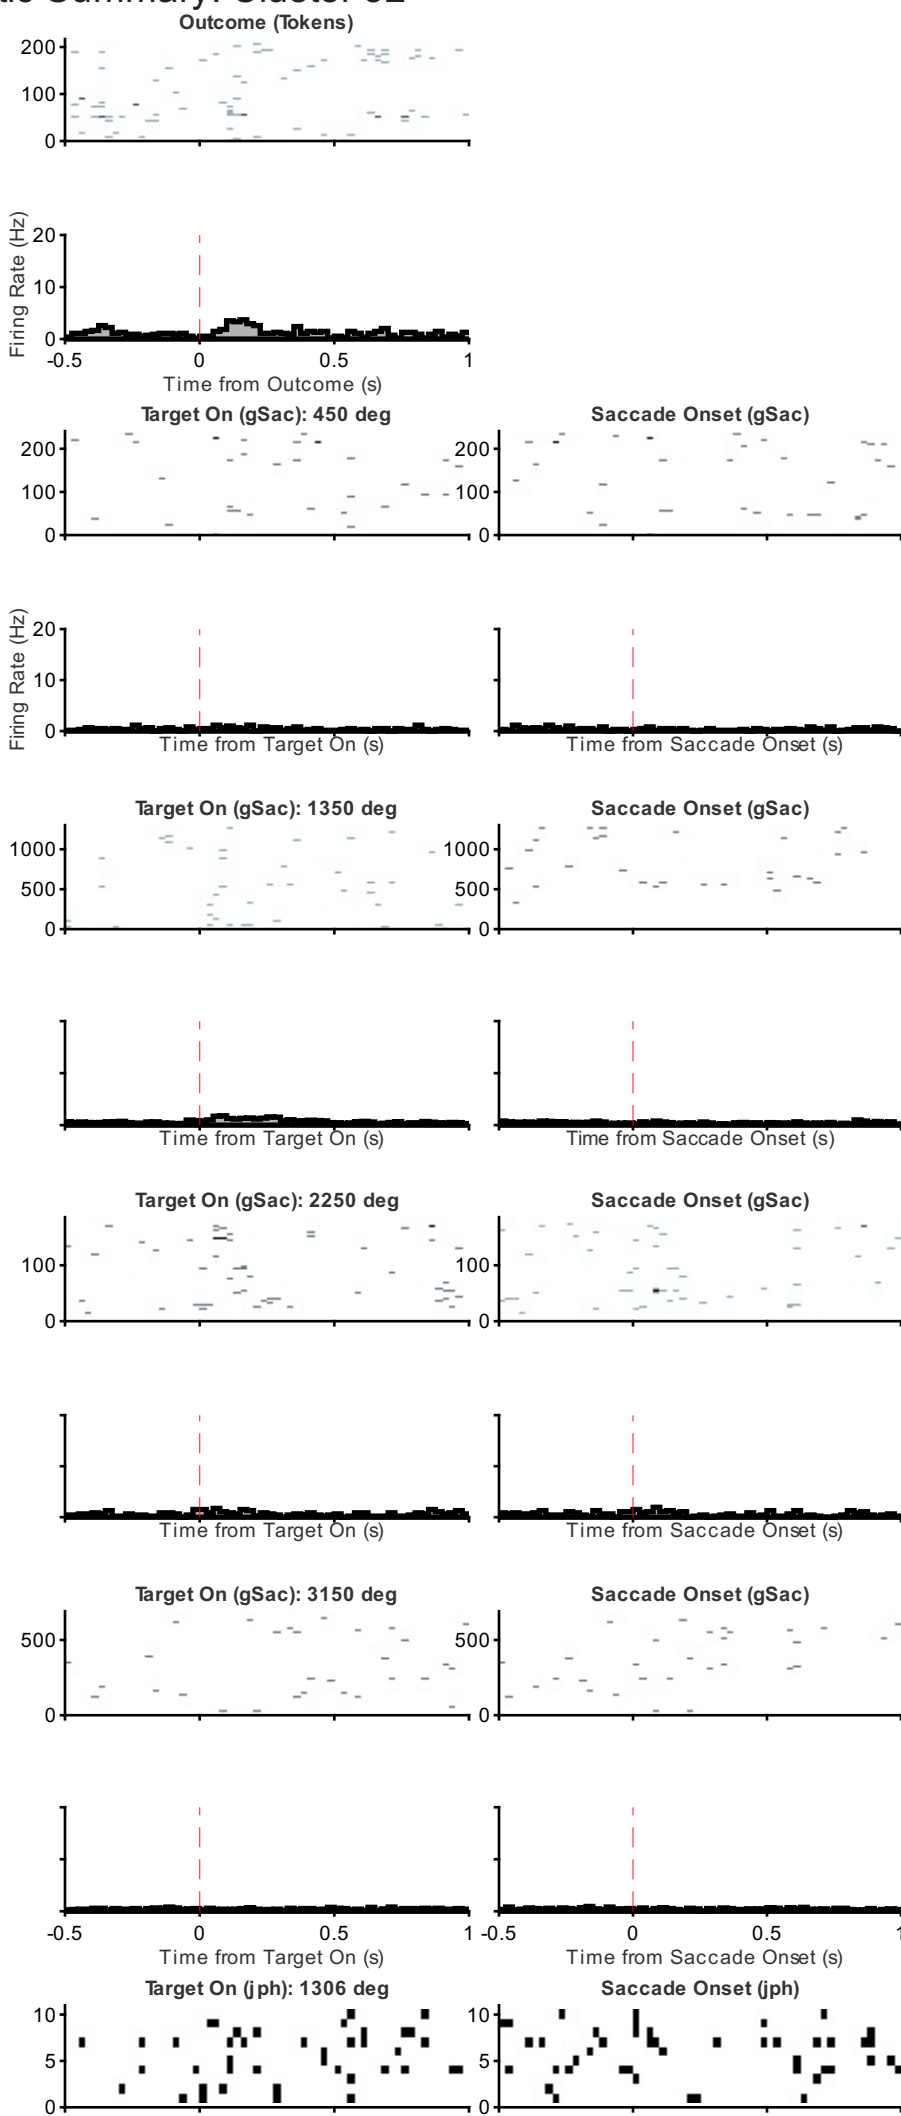 Summary: Cluster
Outcome (Tokens)
200
100
0
Firing Rate (Hz)
20
10
0
-0.5 0 0.5 1
Time from Outcome (s)
Target On (gSac): 450 deg Saccade Onset (gSac)
200 200
100 100
0 0
Firing Rate (Hz)
20
10
0
Time from Target On (s) Time from Saccade Onset (s)
Target On (gSac): 1350 deg Saccade Onset (gSac)
1000 1000
500 500
0 0
Time from Target On (s) Time from Saccade Onset (s)
Target On (gSac): 2250 deg Saccade Onset (gSac)
100 100
0 0
Time from Target On (s) Time from Saccade Onset (s)
Target On (gSac): 3150 deg Saccade Onset (gSac)
500 500
0 0
-0.5 0 0.5 1 -0.5 0 0.5 1
Time from Target On (s) Time from Saccade Onset (s)
Target On (jph): 1306 deg Saccade Onset (jph)
10 10
5 5
0 0